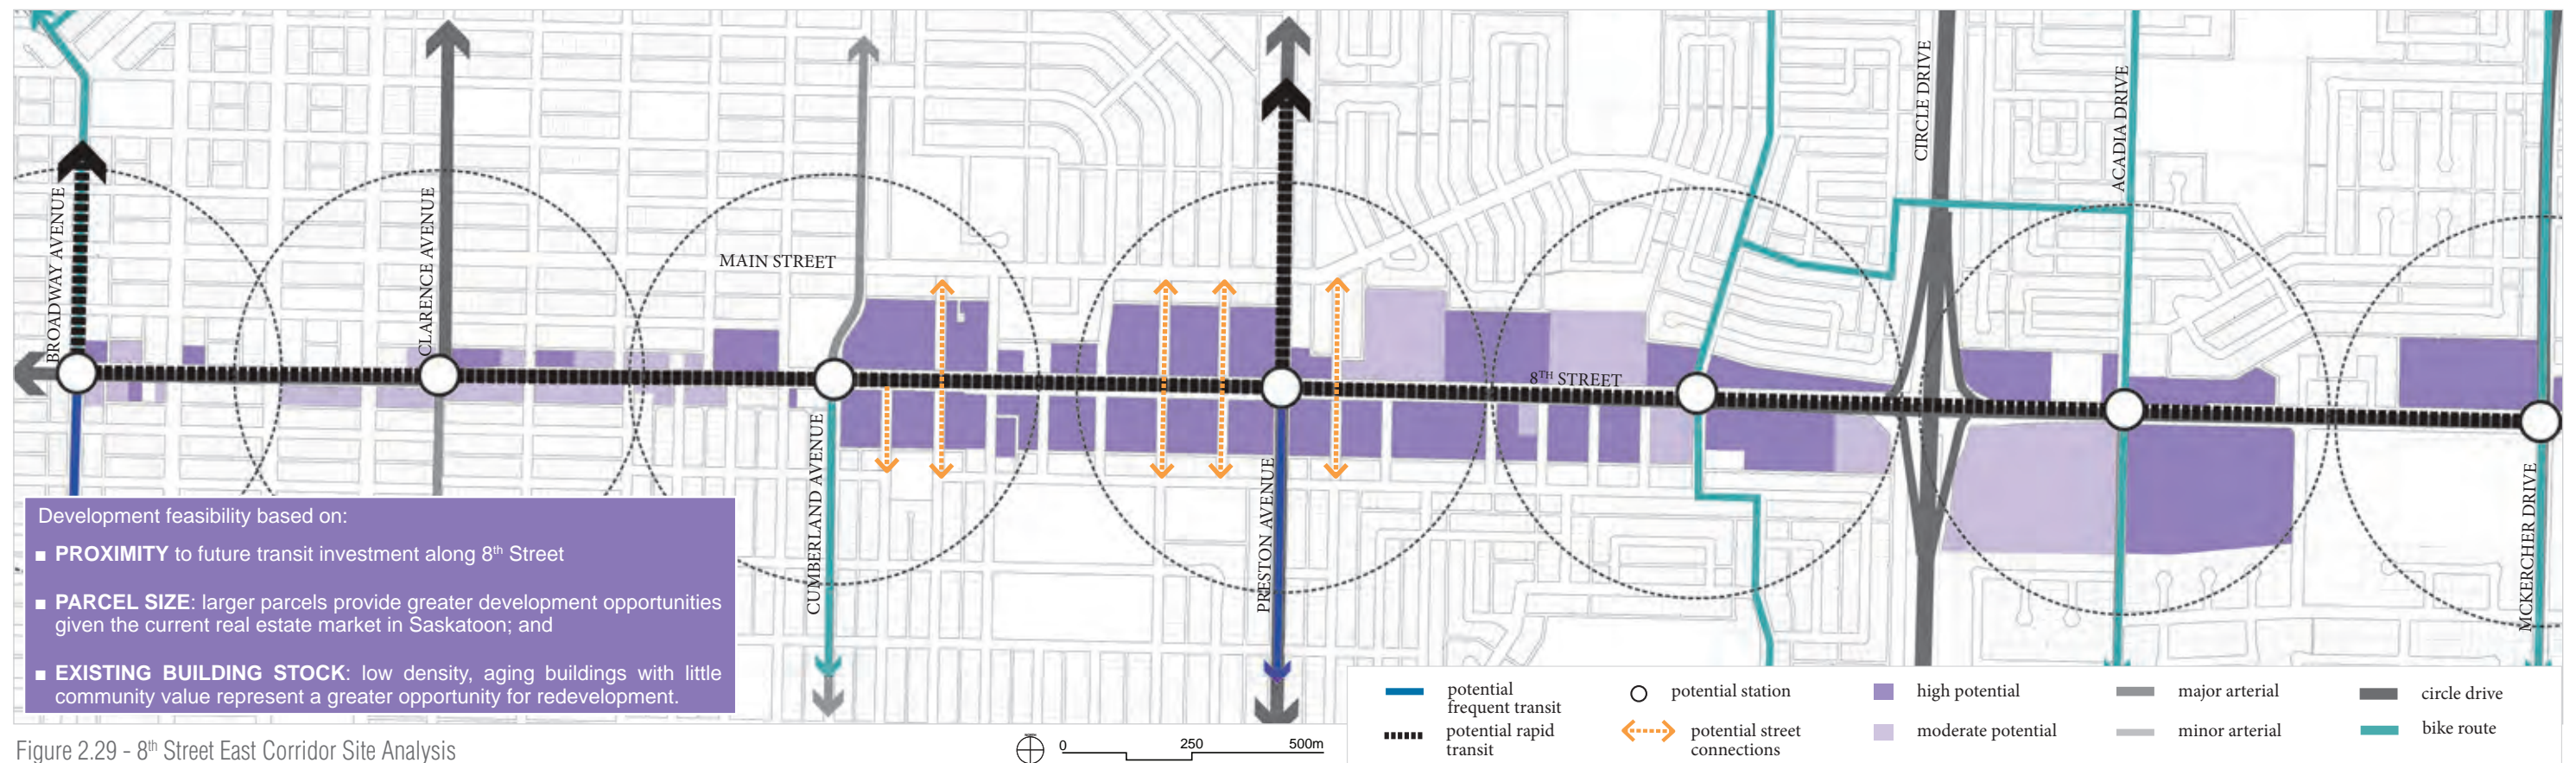 BROADWAY AVENUE
CLARENCE AVENUE
MAIN STREET
CUMBERLAND AVENUE
PRESTON AVENUE
8TH STREET
CIRCLE DRIVE
ACADIA DRIVE
MCKERCHER DRIVE
Development feasibility based on:
■ PROXIMITY to future transit investment along 8th Street
■ PARCEL SIZE: larger parcels provide greater development opportunities
given the current real estate market in Saskatoon; and
■ EXISTING BUILDING STOCK: low density, aging buildings with little
community value represent a greater opportunity for redevelopment.
potential
frequent transit
potential rapid
transit
potential station
potential street
connections
high potential
moderate potential
major arterial
minor arterial
circle drive
bike route
0 250 500m
Figure 2.29 - 8th Street East Corridor Site Analysis